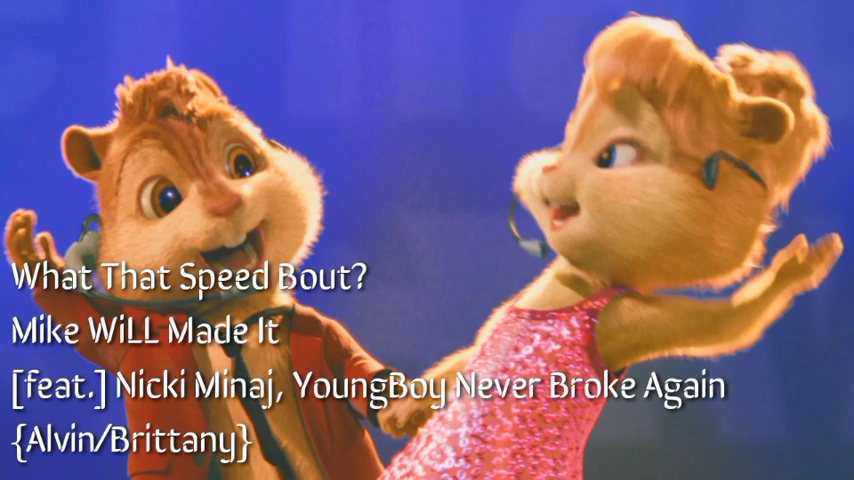 What That Speed Bout?
Mike WiLL Made It
[feat.] Nicki Minaj, YoungBoy Never Broke Again
{Alvin/Brittany}